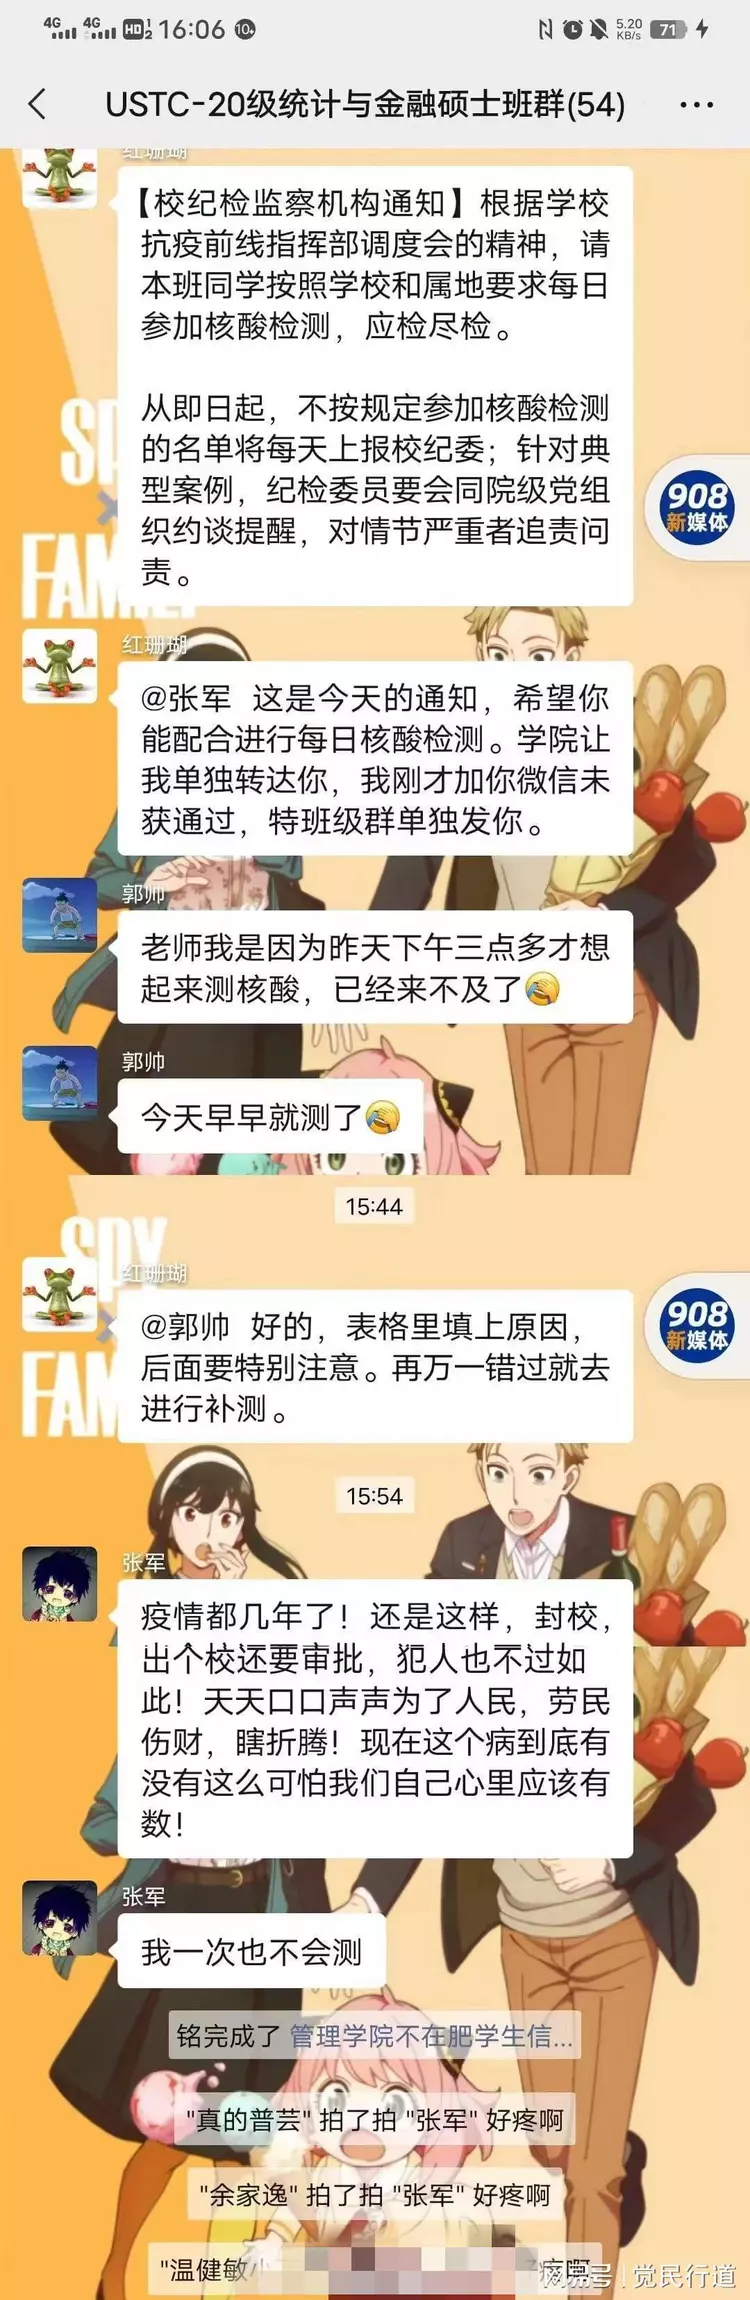 4G 4G HD 1 2 16:06 10+ 5.20 KB/s 71
USTC-20级统计与金融硕士班群(54)
红珊瑚
【校纪检监察机构通知】根据学校
抗疫前线指挥部调度会的精神，请
本班同学按照学校和属地要求每日
参加核酸检测，应检尽检。
从即日起，不按规定参加核酸检测
的名单将每天上报校纪委；针对典
型案例，纪检委员要会同院级党组
织约谈提醒，对情节严重者追责问
责。
SP
FAMILY
908
新媒体
红珊瑚
@张军 这是今天的通知，希望你
能配合进行每日核酸检测。学院让
我单独转达你，我刚才加你微信未
获通过，特班级群单独发你。
郭帅
老师我是因为昨天下午三点多才想
起来测核酸，已经来不及了🤦
郭帅
今天早早就测了🤦
15:44
SPY
FAM
红珊瑚
@郭帅 好的，表格里填上原因，
后面要特别注意。再万一错过就去
进行补测。
908
新媒体
15:54
张军
疫情都几年了！还是这样，封校，
出个校还要审批，犯人也不过如
此！天天口口声声为了人民，劳民
伤财，瞎折腾！现在这个病到底有
没有这么可怕我们自己心里应该有
数！
张军
我一次也不会测
铭完成了 管理学院不在肥学生信...
"真的普芸" 拍了拍 "张军" 好疼啊
"余家逸" 拍了拍 "张军" 好疼啊
"温健敏小
疼啊
网易号 | 觉民行道